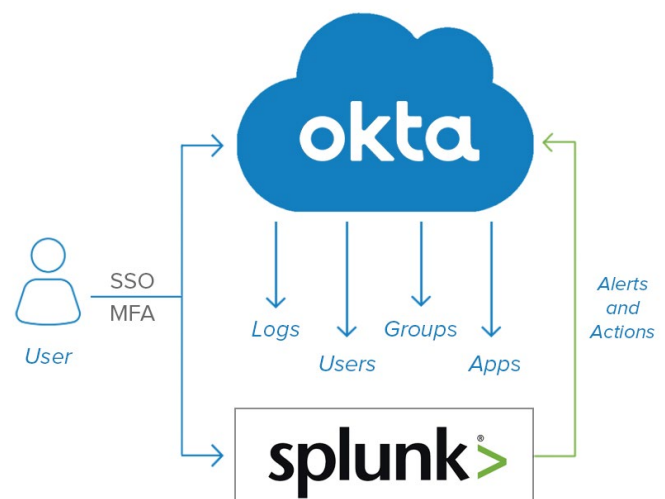 okta
SSO
MFA
User
Logs
Groups
Users
Apps
Alerts
and
Actions
splunk>®